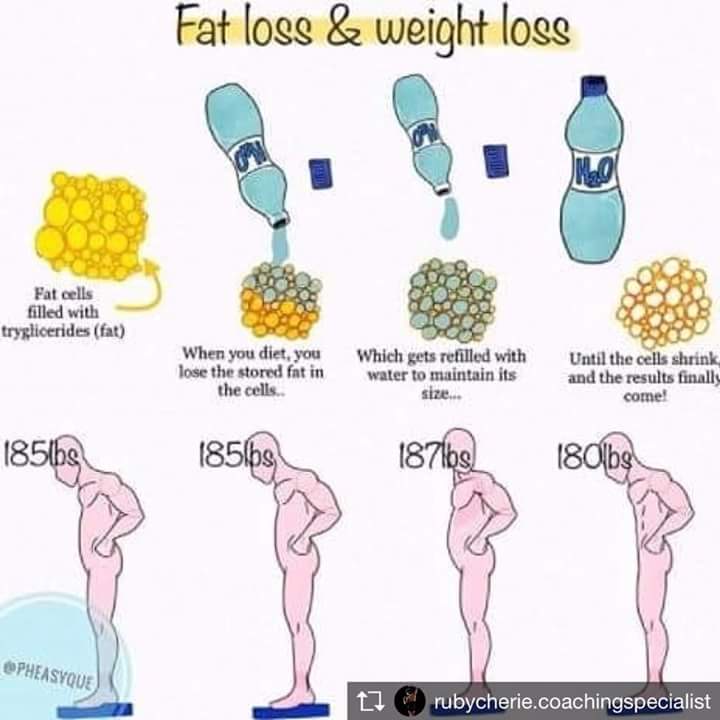 Fat loss & weight loss
H₂O
H₂O
H₂O
Fat cells
filled with
tryglicerides (fat)
When you diet, you
lose the stored fat in
the cells..
Which gets refilled with
water to maintain its
size...
Until the cells shrink,
and the results finally
come!
185lbs
185lbs
187lbs
180lbs
@PHEASYQUE
rubycherie.coachingspecialist